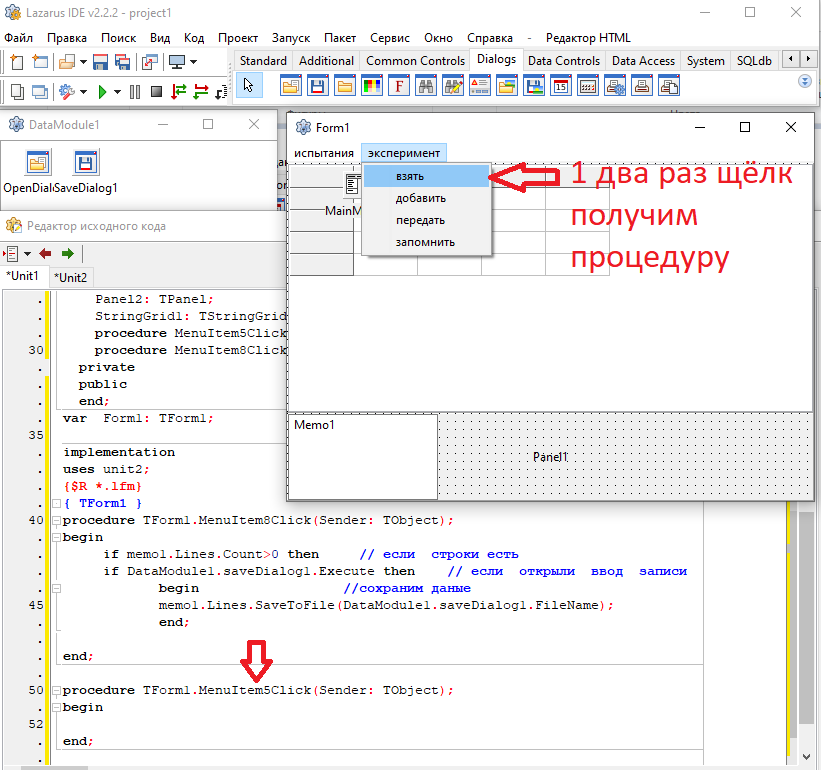 Lazarus IDE v2.2.2 - project1
Файл Правка Поиск Вид Код Проект Запуск Пакет Сервис Окно Справка - Редактор HTML
Standard Additional Common Controls Dialogs Data Controls Data Access System SQLdb
DataModule1
OpenDial SaveDialog1
Form1
испытания эксперимент
взять
добавить
передать
запомнить
MainM
1 два раз щёлк
получим
процедуру
Memo1
Panel1
Редактор исходного кода
*Unit1 *Unit2
Panel2: TPanel;
StringGrid1: TStringGrid
procedure MenuItem5Click
30 procedure MenuItem8Click
private
public
end;
var Form1: TForm1;
35
implementation
uses unit2;
{$R *.lfm}
{ TForm1 }
40 procedure TForm1.MenuItem8Click(Sender: TObject);
begin
if memo1.Lines.Count>0 then // если строки есть
if DataModule1.saveDialog1.Execute then // если открыли ввод записи
begin //сохраним даные
45 memo1.Lines.SaveToFile(DataModule1.saveDialog1.FileName);
end;
end;
50 procedure TForm1.MenuItem5Click(Sender: TObject);
begin
52
end;